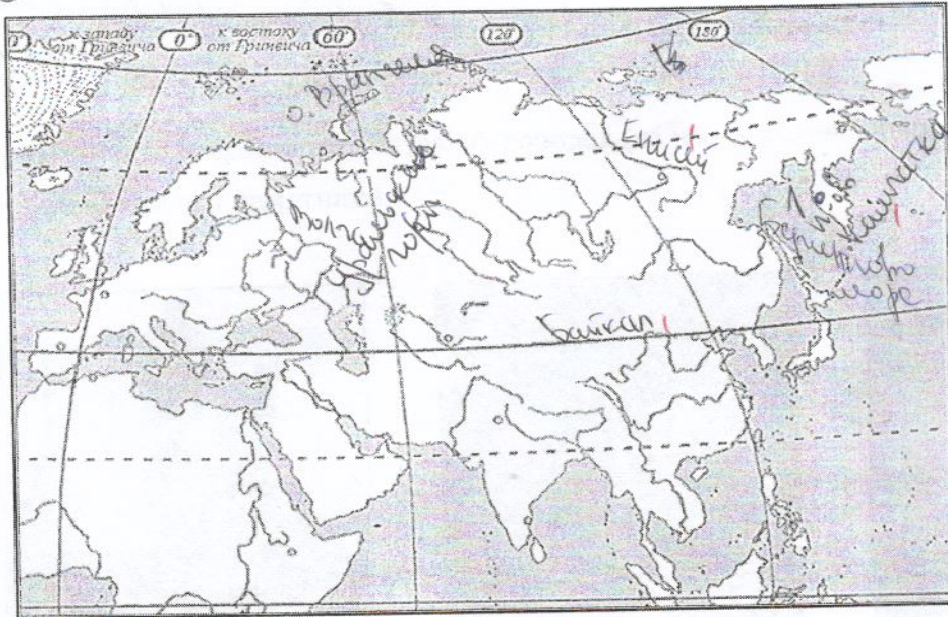 к западу
от Гринвича
0°
к востоку
от Гринвича
60°
120°
180°
о. Врангеля
Енисей
Волга
Уральские
горы
п-ов
Камчатка
Берингово
море
Байкал